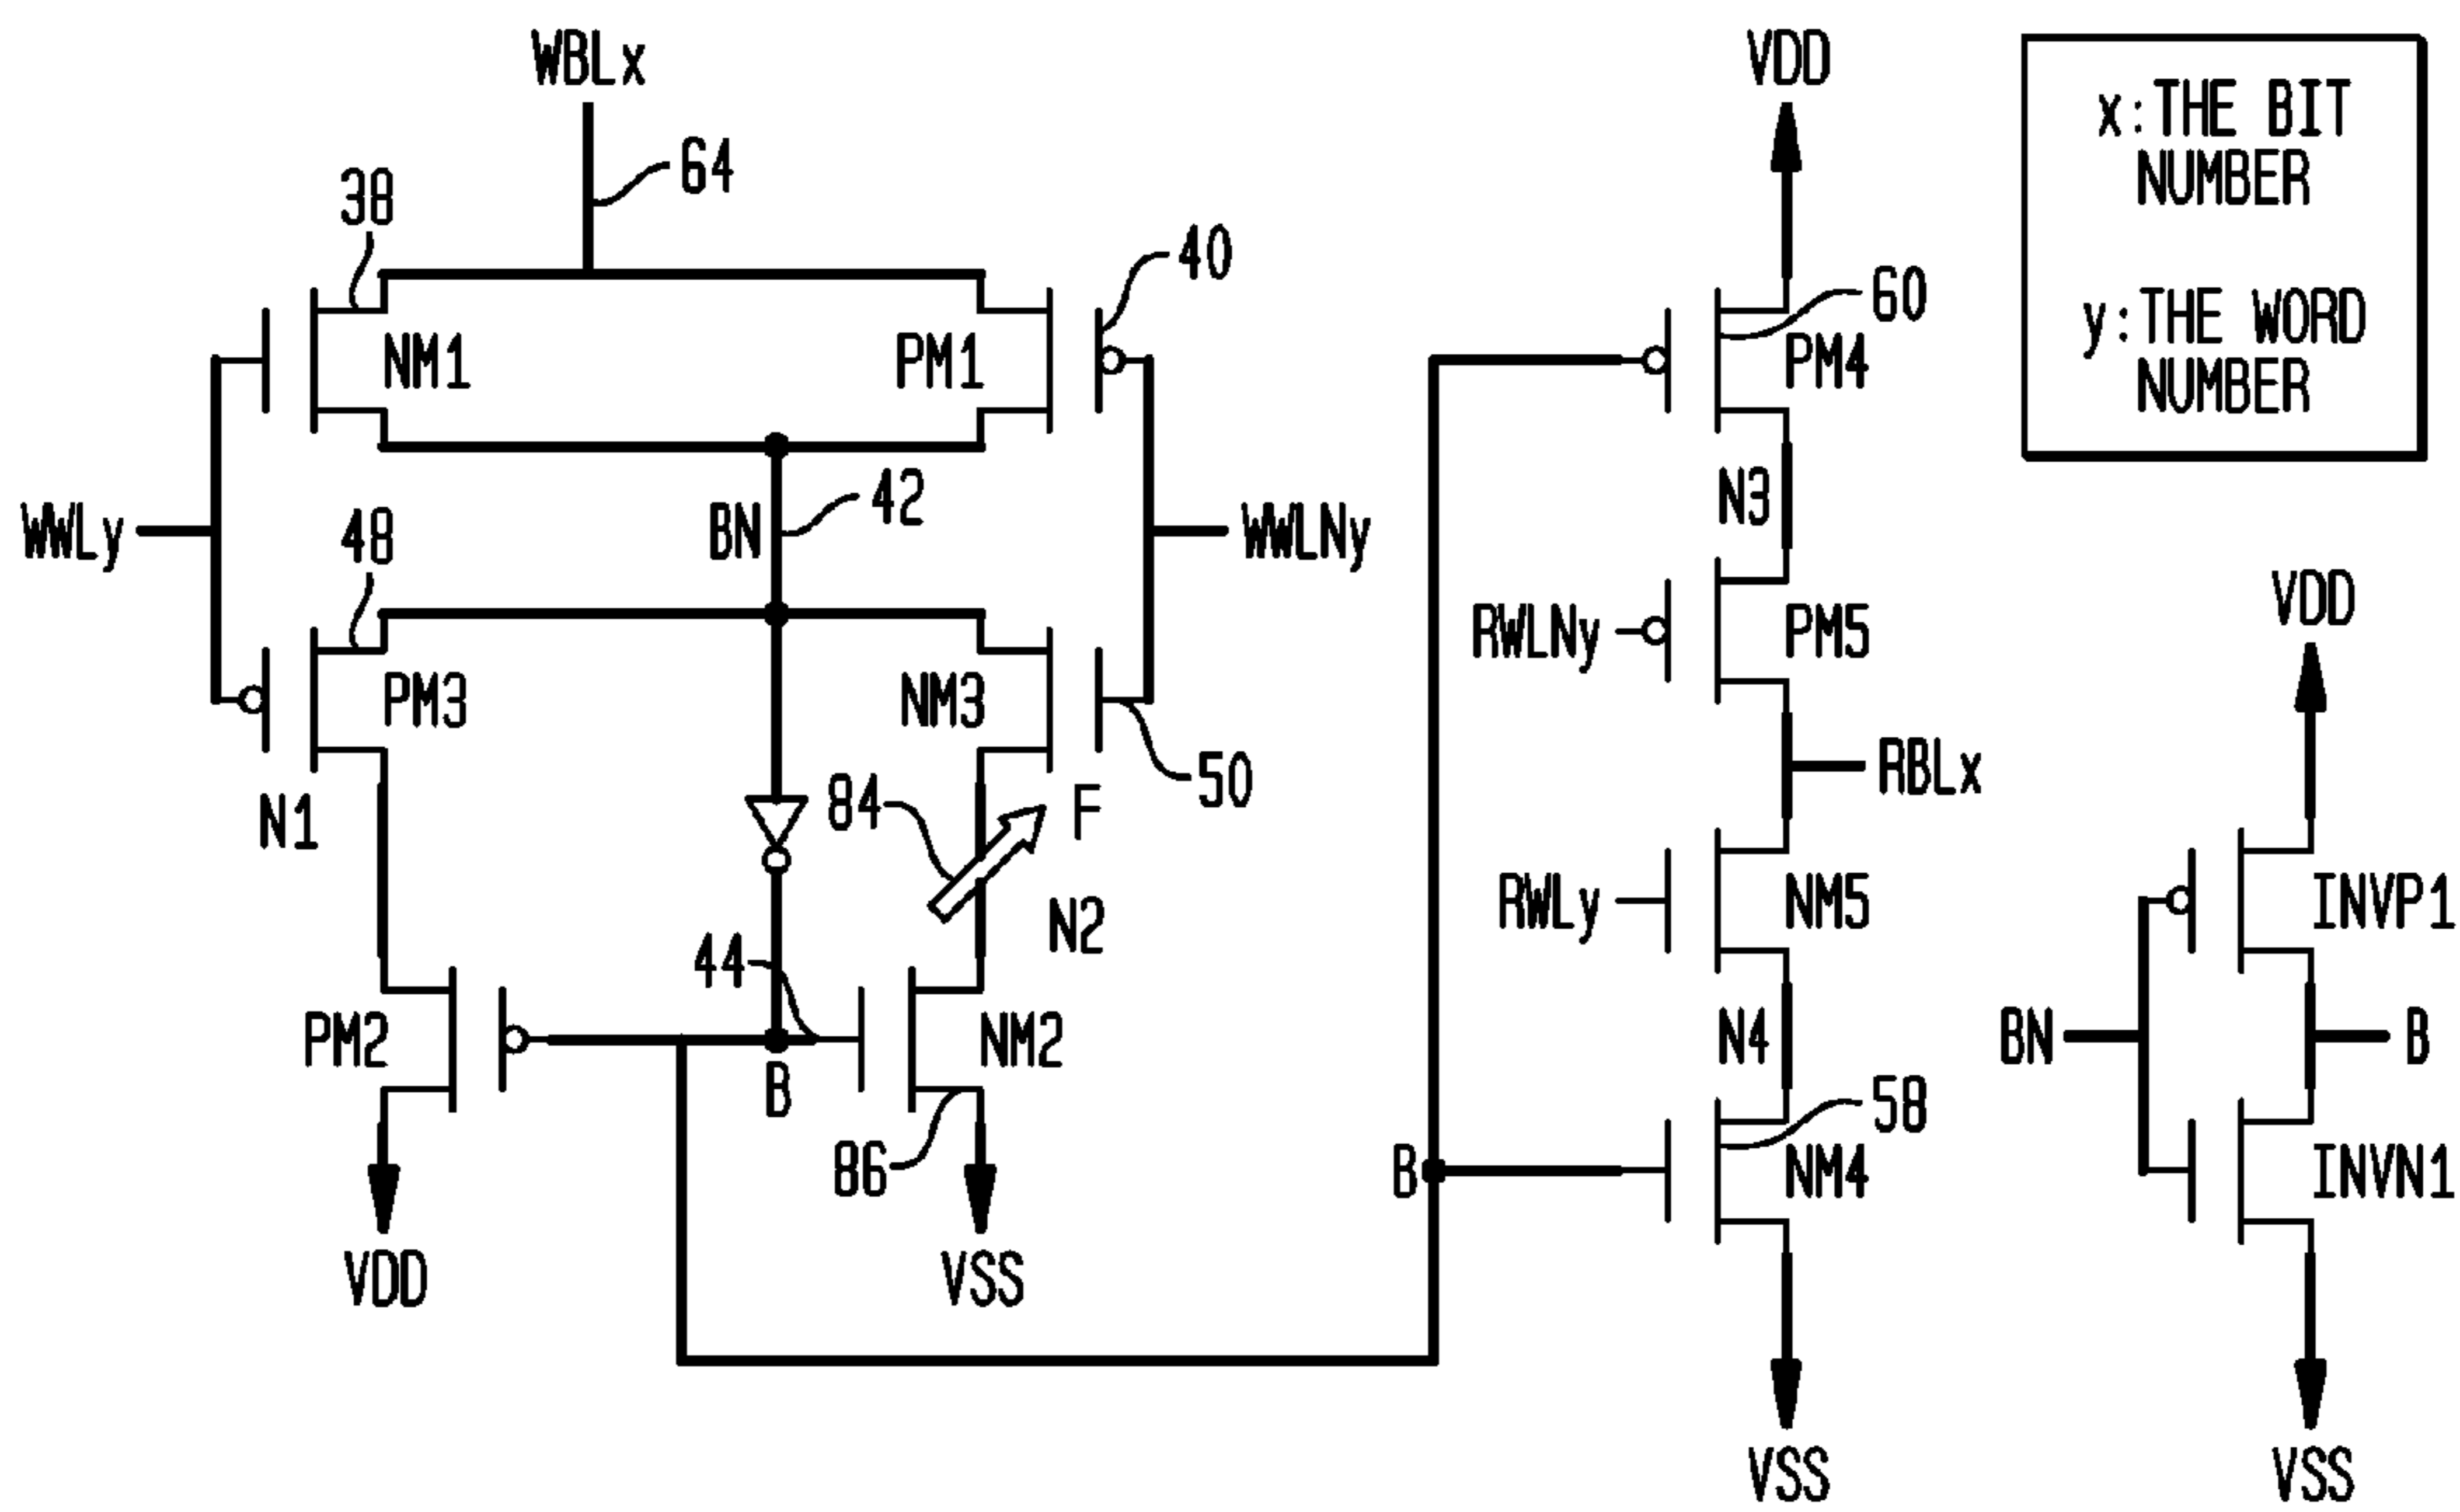 WBLx
64
38
40
NM1
PM1
BN
42
WWLy
WWLNy
48
PM3
NM3
50
N1
84
F
N2
44
PM2
NM2
B
86
VDD
VSS
VDD
60
PM4
N3
RWLNy
PM5
RBLx
RWLy
NM5
N4
58
B
NM4
VSS
x:THE BIT
NUMBER
y:THE WORD
NUMBER
VDD
INVP1
BN
B
INVN1
VSS